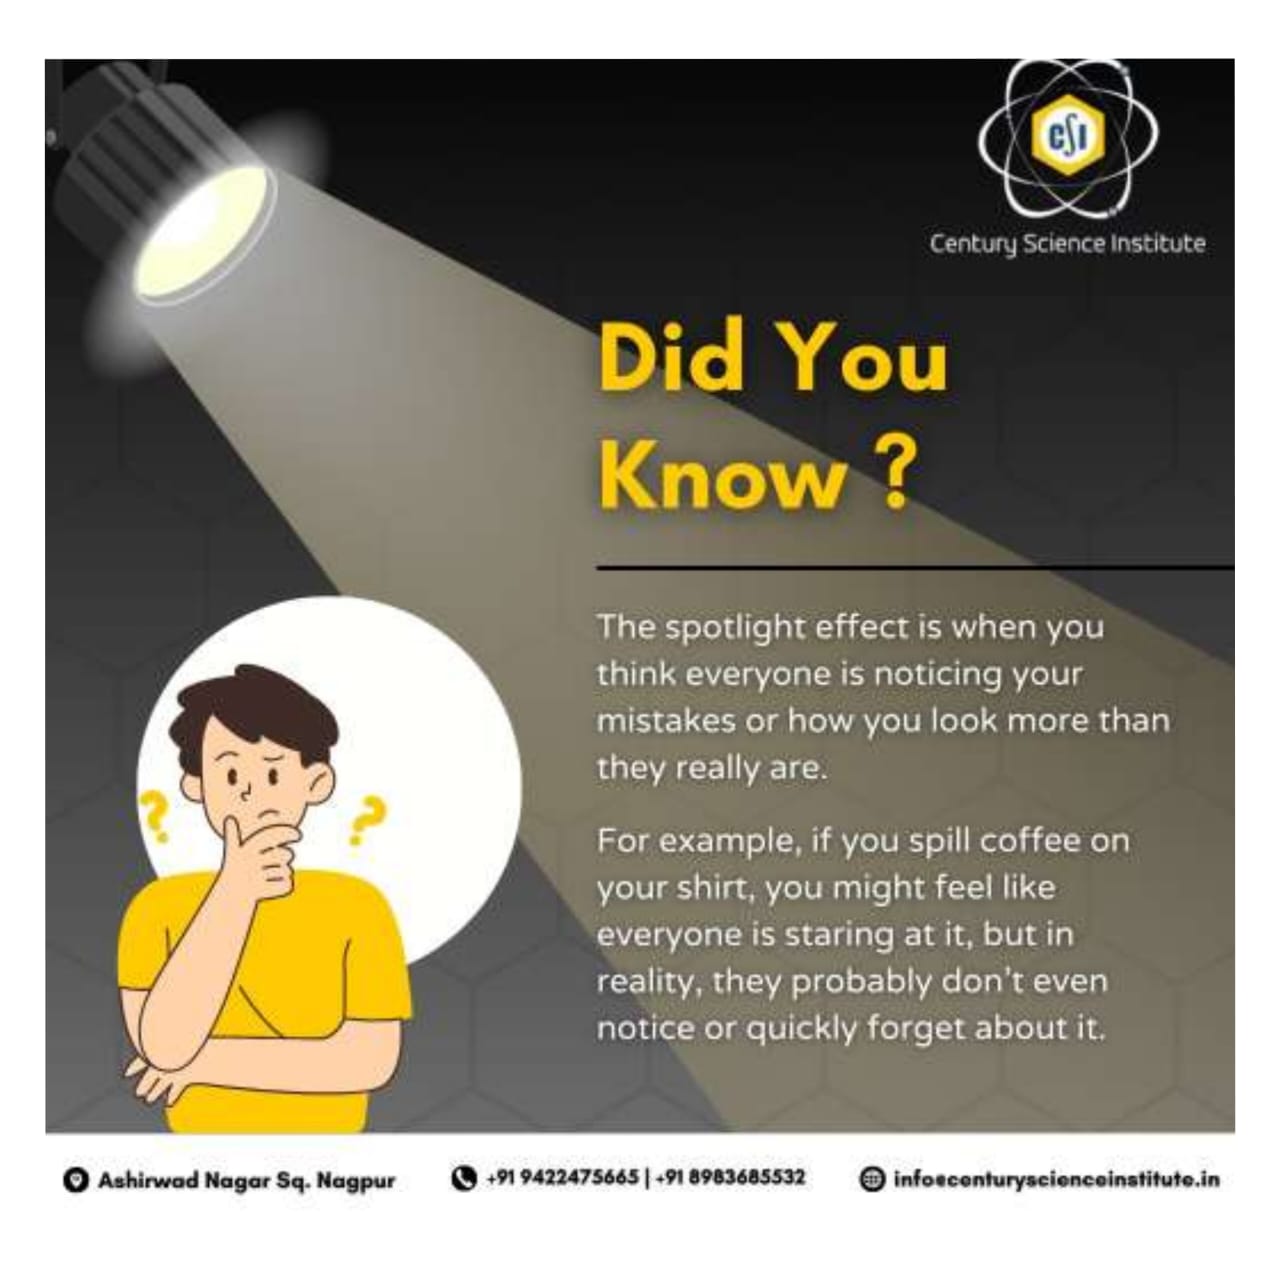 CSI
Century Science Institute
Did You
Know ?
The spotlight effect is when you
think everyone is noticing your
mistakes or how you look more than
they really are.
For example, if you spill coffee on
your shirt, you might feel like
everyone is staring at it, but in
reality, they probably don't even
notice or quickly forget about it.
?
?
Ashirwad Nagar Sq. Nagpur
+91 9422475665 | +91 8983685532
info@centuryscienceinstitute.in